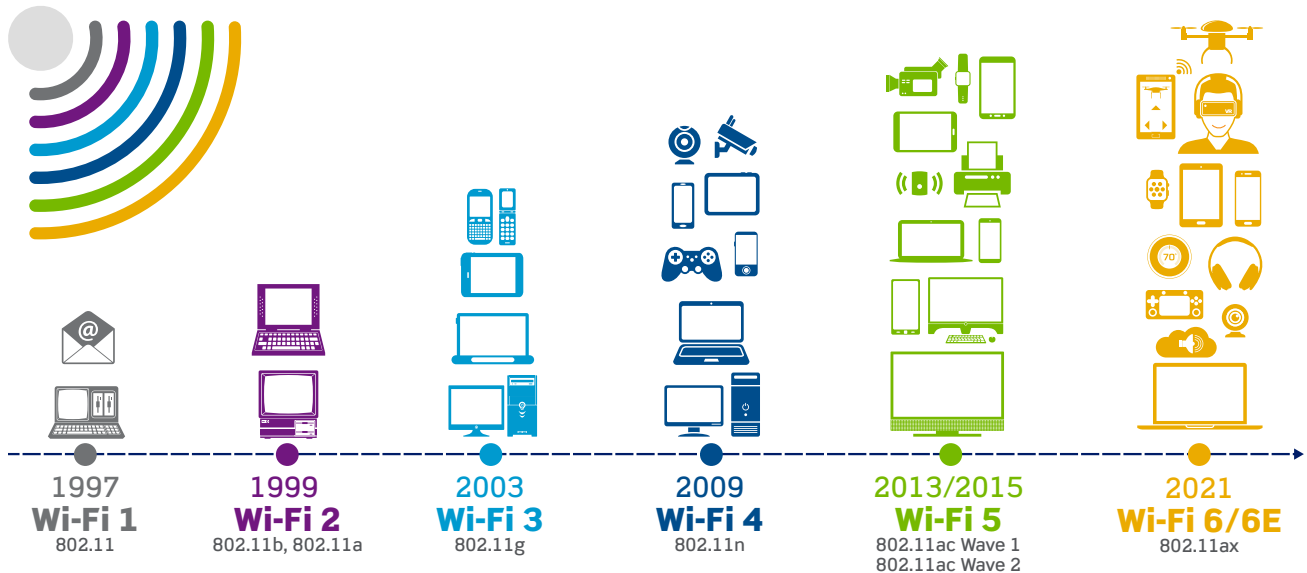 @
VR
70°
1997
Wi-Fi 1
802.11
1999
Wi-Fi 2
802.11b, 802.11a
2003
Wi-Fi 3
802.11g
2009
Wi-Fi 4
802.11n
2013/2015
Wi-Fi 5
802.11ac Wave 1
802.11ac Wave 2
2021
Wi-Fi 6/6E
802.11ax